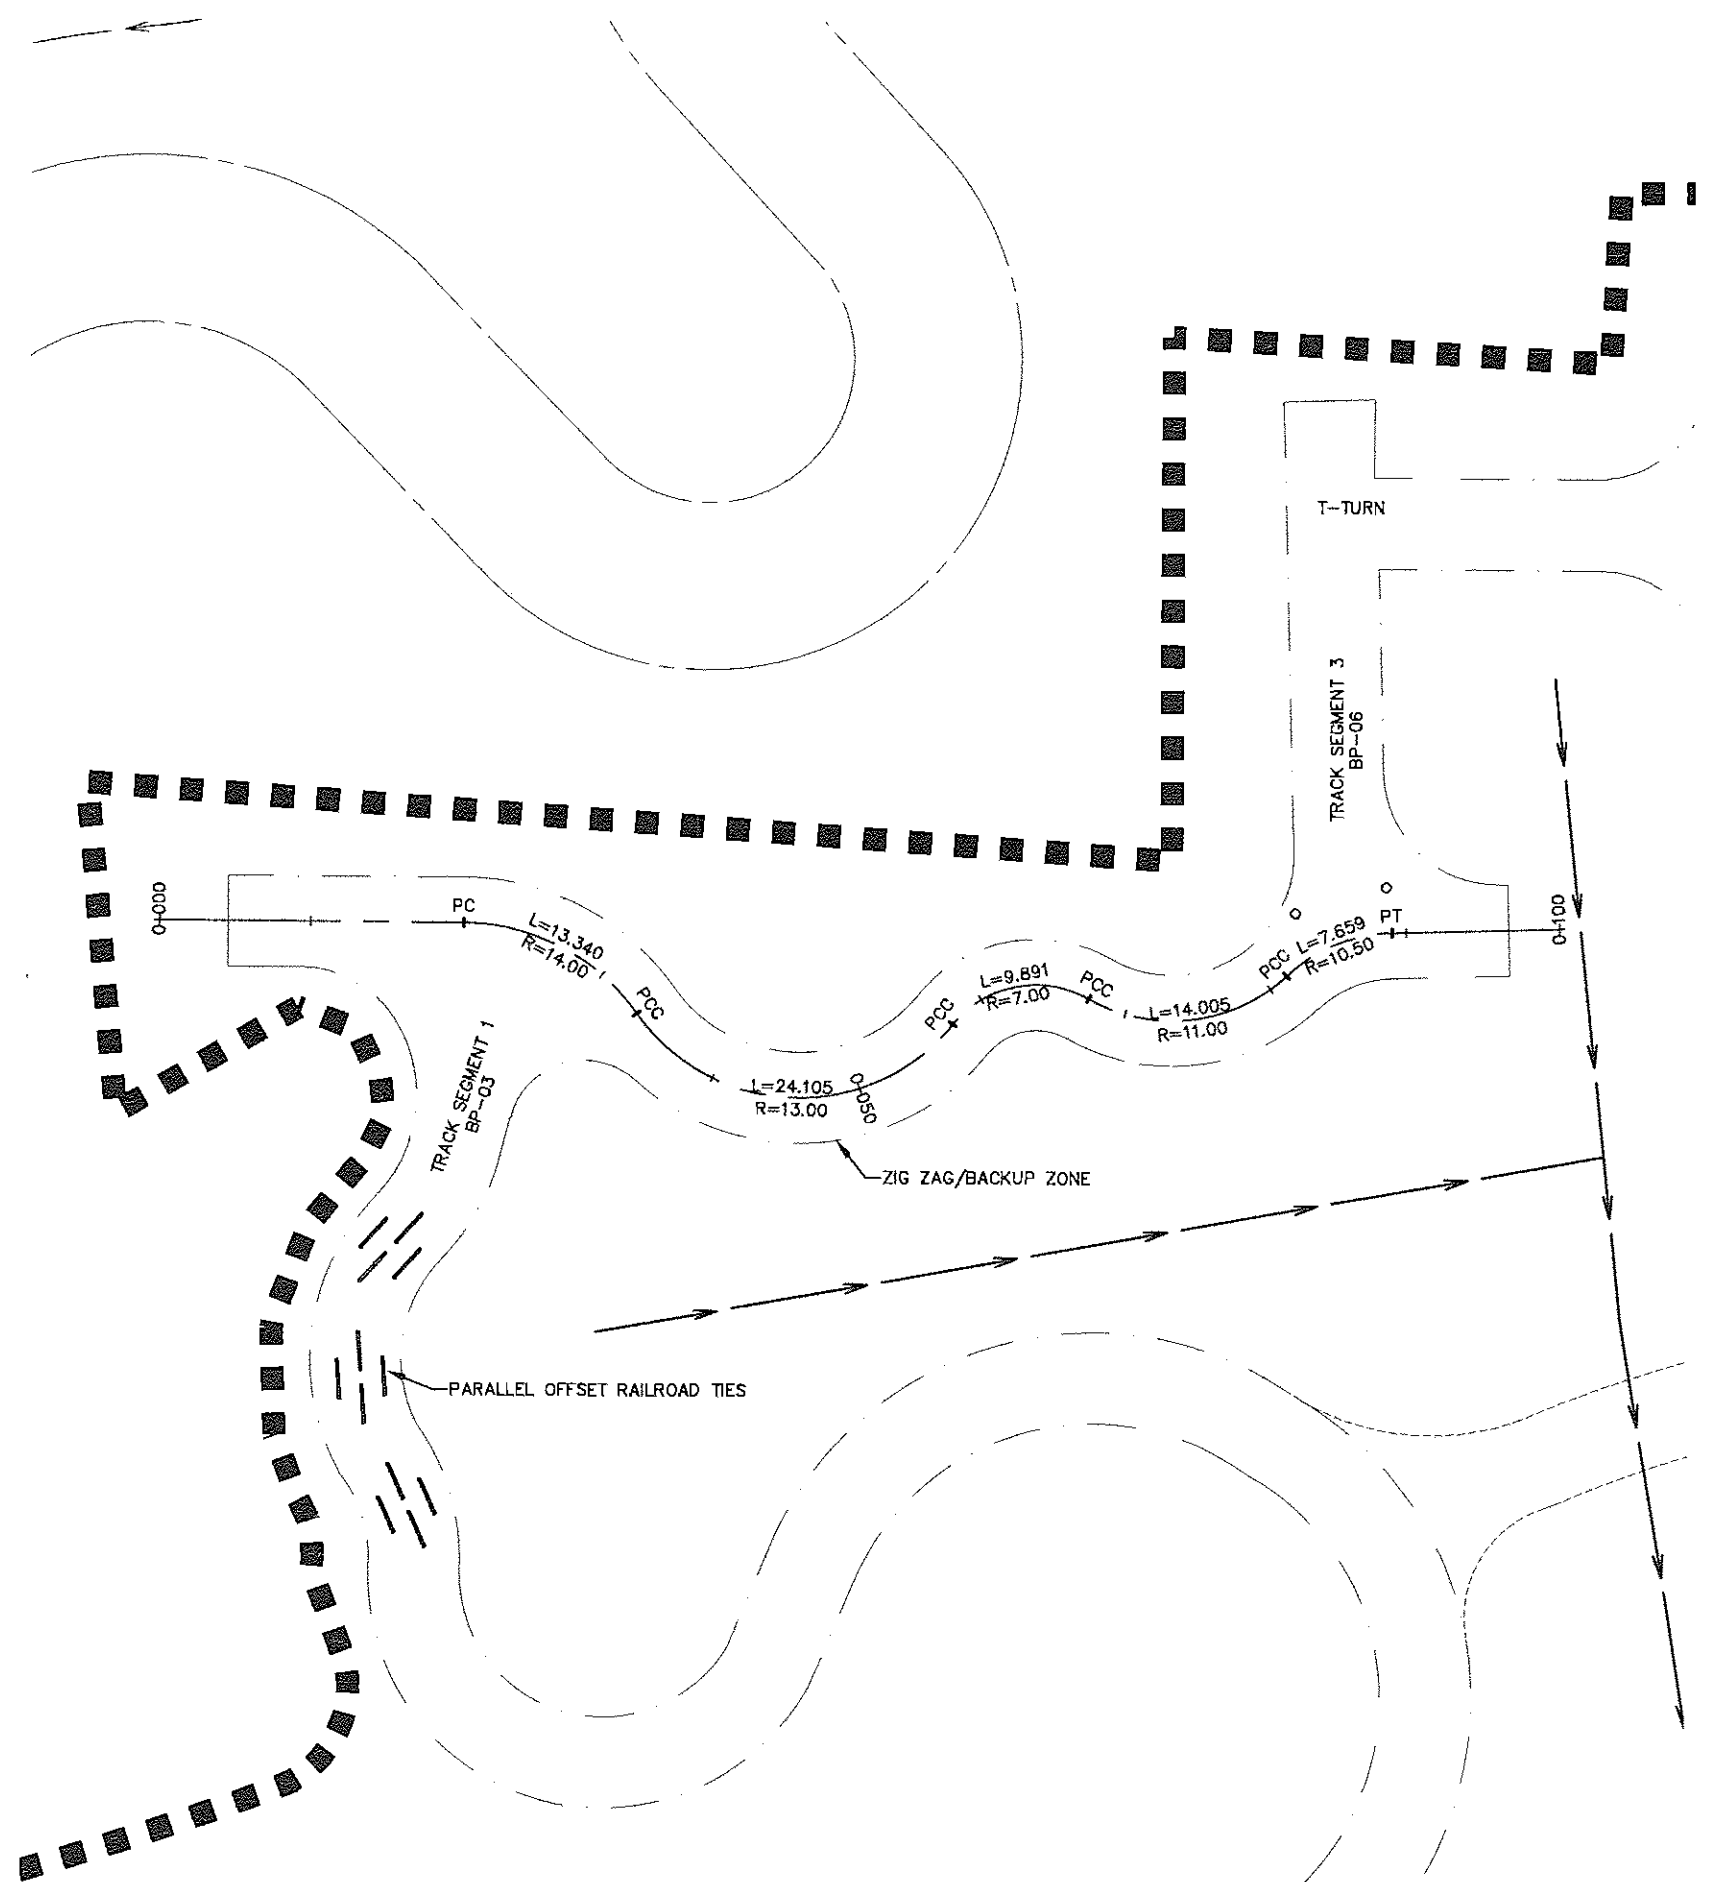 T-TURN
TRACK SEGMENT 3
BP-06
0+000
PC
L=13.340
R=14.00
PCC
L=24.105
R=13.00
0+050
PCC
L=9.891
R=7.00
PCC
L=14.005
R=11.00
PCC
L=7.659
R=10.50
PT
0+100
TRACK SEGMENT 1
BP-03
ZIG ZAG/BACKUP ZONE
PARALLEL OFFSET RAILROAD TIES